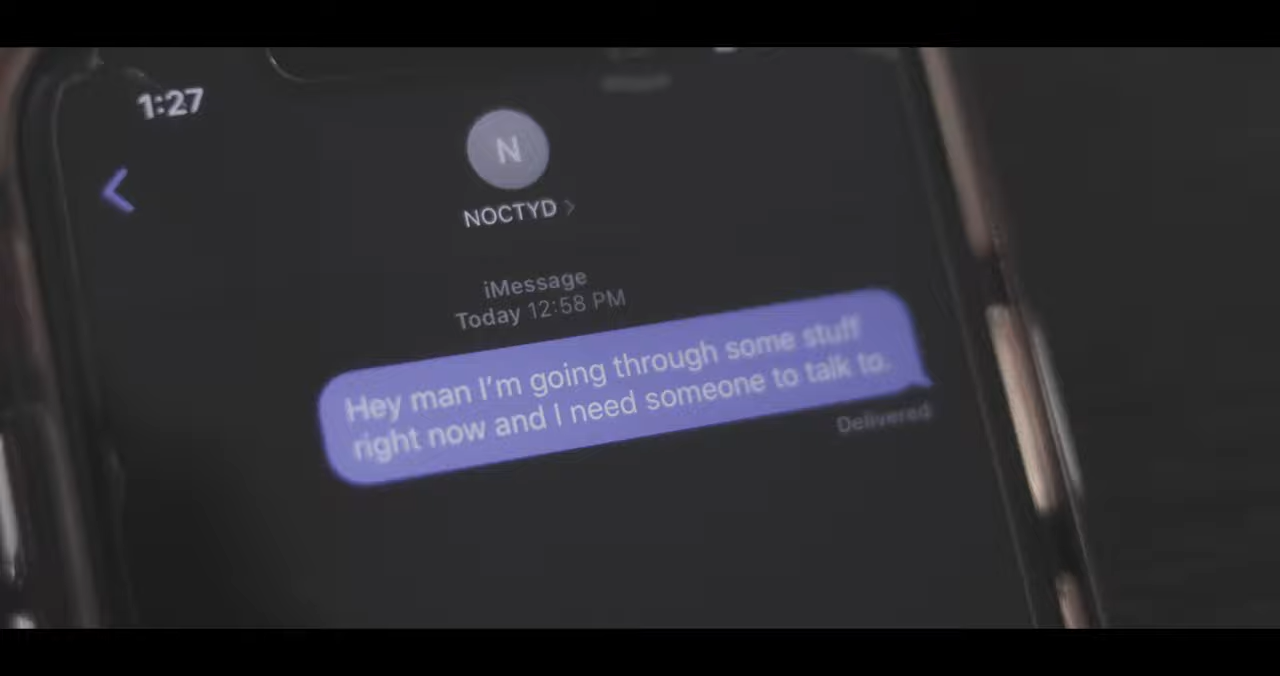 1:27
N
NOCTYD >
iMessage
Today 12:58 PM
Hey man I'm going through some stuff
right now and I need someone to talk to.
Delivered